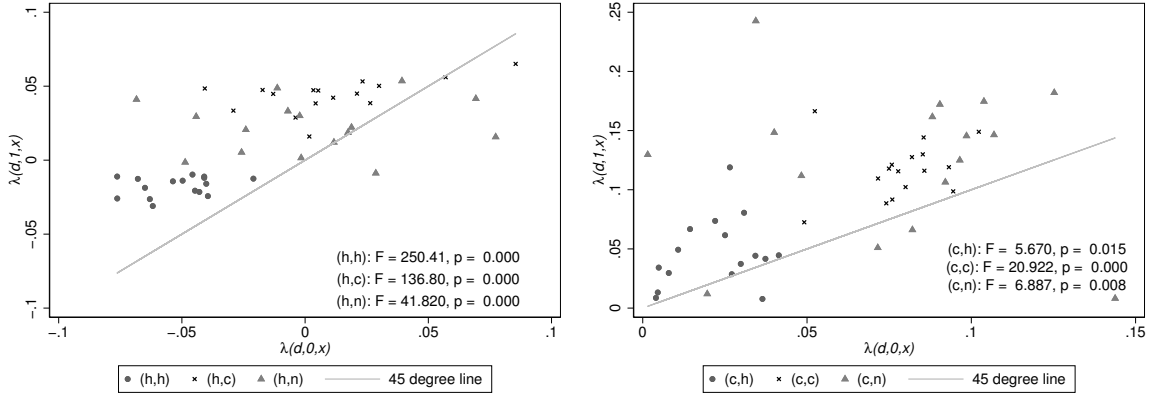 .1
.05
0
−.05
−.1
λ(d,1,x)
(h,h): F = 250.41, p = 0.000
(h,c): F = 136.80, p = 0.000
(h,n): F = 41.820, p = 0.000
−.1 −.05 0 .05 .1
λ(d,0,x)
(h,h) (h,c) (h,n) 45 degree line
.25
.2
.15
.1
.05
0
λ(d,1,x)
(c,h): F = 5.670, p = 0.015
(c,c): F = 20.922, p = 0.000
(c,n): F = 6.887, p = 0.008
0 .05 .1 .15
λ(d,0,x)
(c,h) (c,c) (c,n) 45 degree line